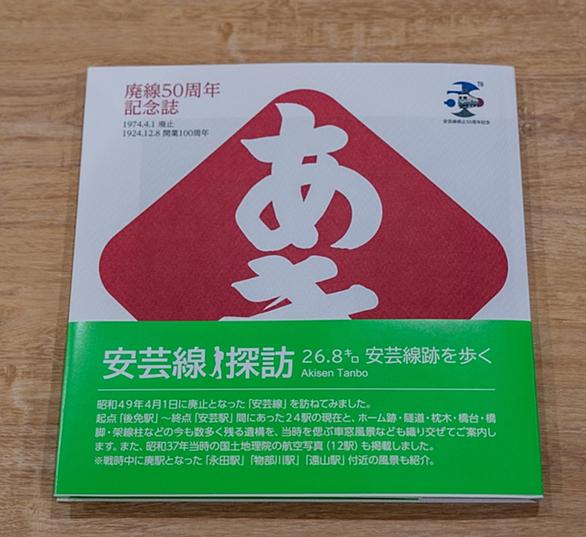 廃線50周年
記念誌
1974.4.1 廃止
1924.12.8 開業100周年
安芸線廃止50周年記念
あき
安芸線探訪 26.8㌔ 安芸線跡を歩く
Akisen Tanbo
昭和49年4月1日に廃止となった「安芸線」を訪ねてみました。
起点「後免駅」～終点「安芸駅」間にあった24駅の現在と、ホーム跡・隧道・枕木・橋台・橋
脚・架線柱などの今も数多く残る遺構を、当時を偲ぶ車窓風景なども織り交ぜてご案内し
ます。また、昭和37年当時の国土地理院の航空写真（12駅）も掲載しました。
※戦時中に廃駅となった「永田駅」「物部川駅」「遠山駅」付近の風景も紹介。